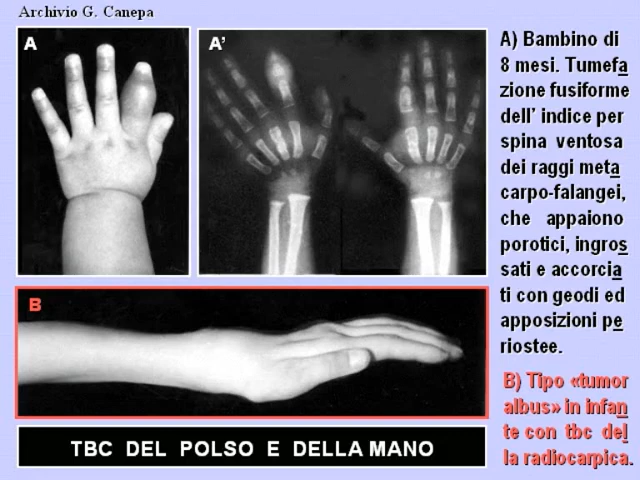 Archivio G. Canepa
A
A'
A) Bambino di
8 mesi. Tumefa
zione fusiforme
dell' indice per
spina ventosa
dei raggi meta
carpo-falangei,
che appaiono
porotici, ingros
sati e accorcia
ti con geodi ed
apposizioni pe
riostee.
B
B) Tipo «tumor
albus» in infan
te con tbc del
la radiocarpica.
TBC DEL POLSO E DELLA MANO